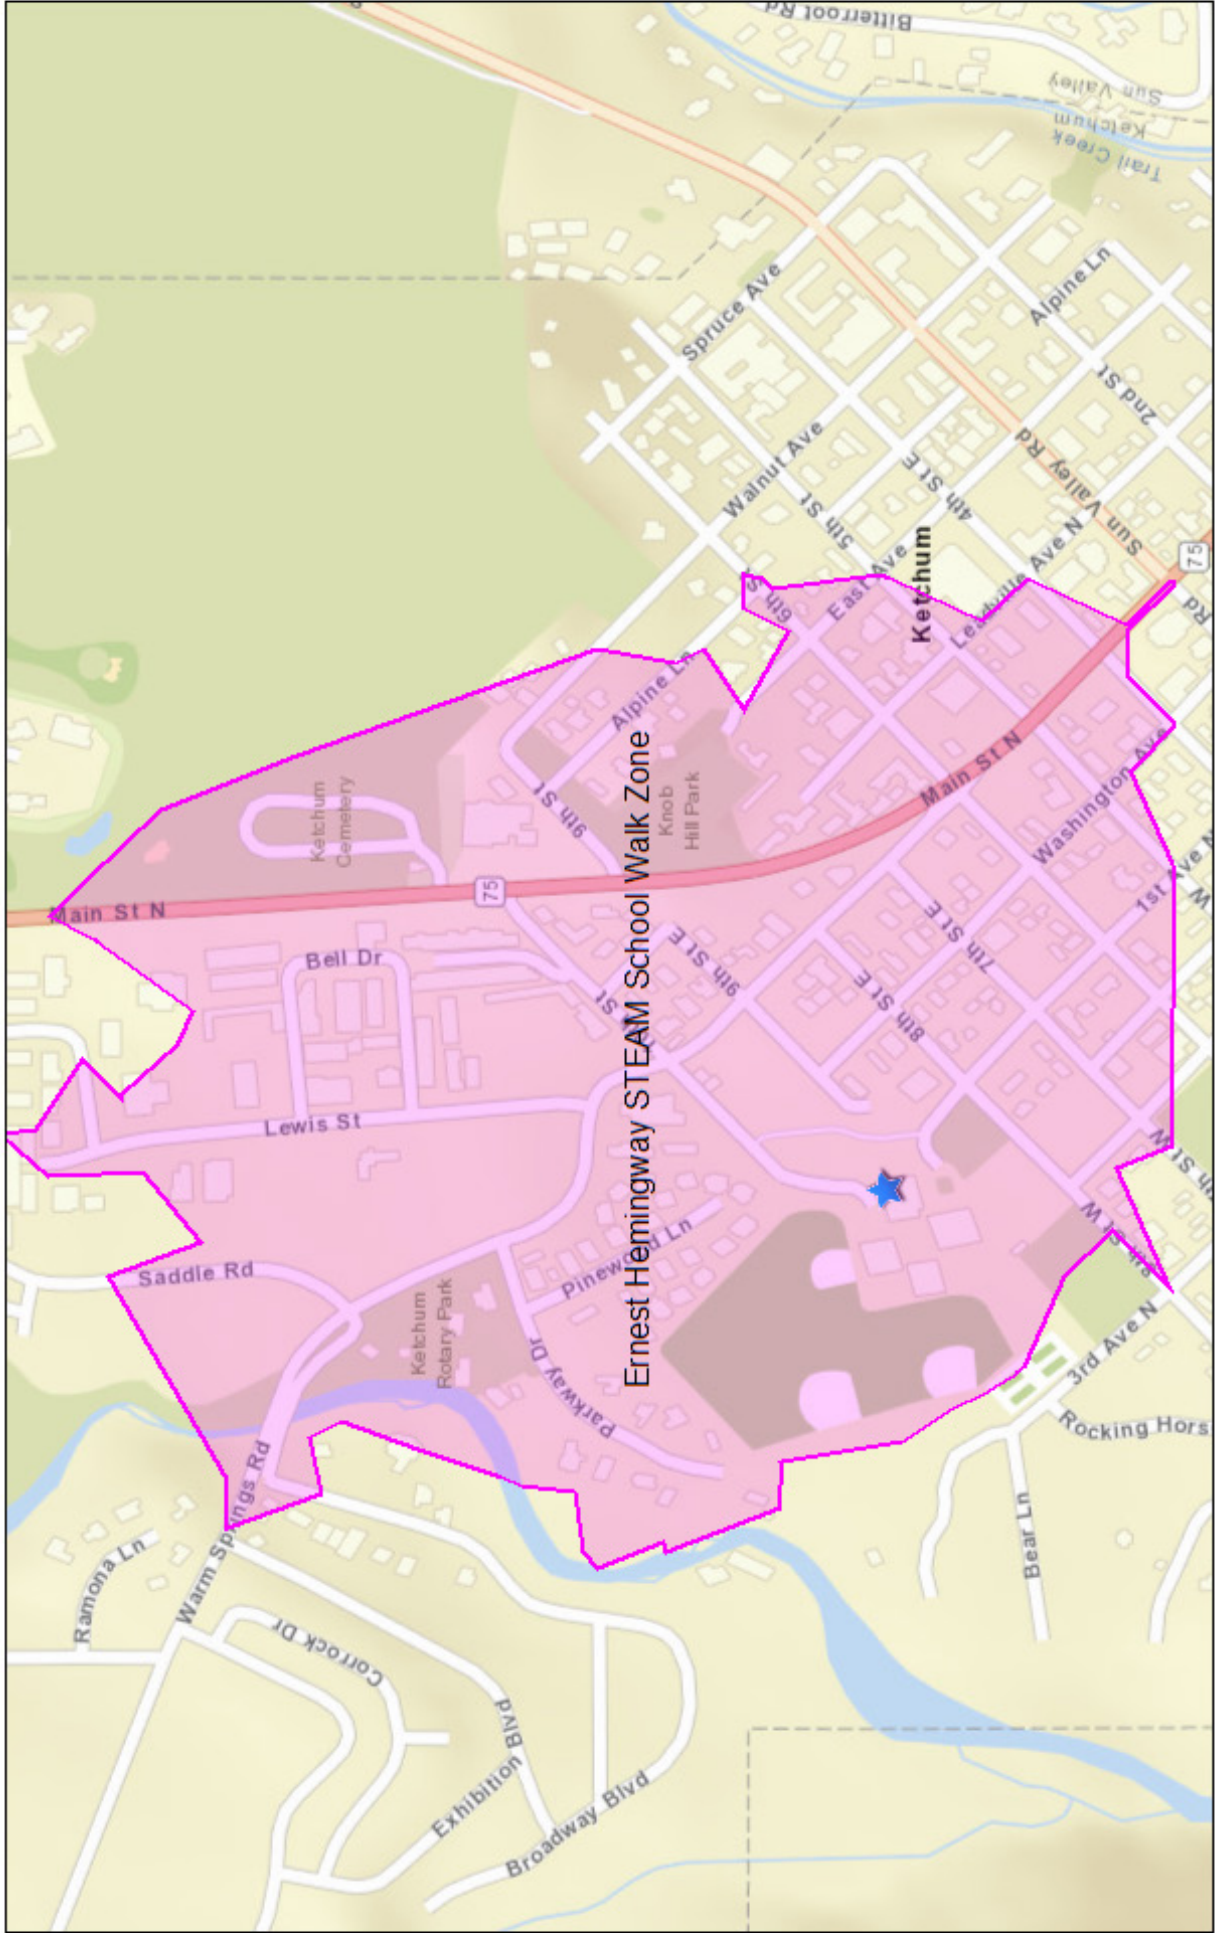 Bitterroot Rd
Sun Valley
Ketchum
Trail Creek
Spruce Ave
Alpine Ln
2nd St
Walnut Ave
Sun Valley Rd
4th St E
5th St
Sun
Leadville Ave N
East Ave
Ketchum
75
Rd
6th S
Alpine Ln
Ernest Hemingway STEAM School Walk Zone
Knob
Hill Park
Ketchum
Cemetery
9th St
Main St N
Washington Ave
1st Ave N
Main St N
75
Bell Dr
9th St E
7th St E
8th St E
St
Lewis St
W
Saddle Rd
Pinewood Ln
Ketchum
Rotary Park
Parkway Dr
8th St W
3rd Ave N
Rocking Hors
Bear Ln
Warm Springs Rd
Ramona Ln
Corrock Dr
Exhibition Blvd
Broadway Blvd